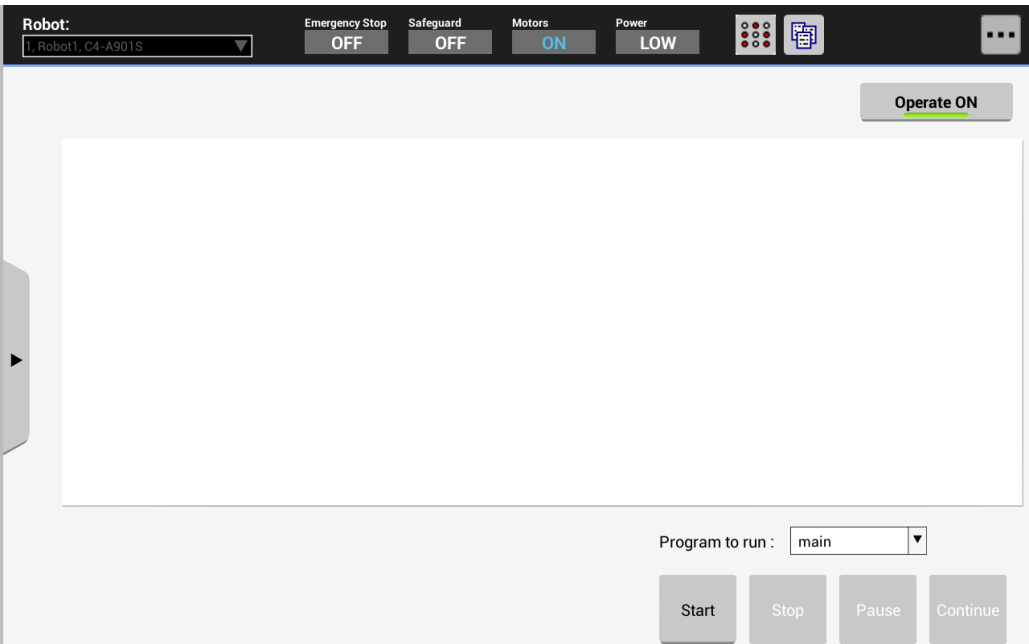 Robot:
1, Robot1, C4-A901S
Emergency Stop
OFF
Safeguard
OFF
Motors
ON
Power
LOW
Operate ON
Program to run :
main
Start
Stop
Pause
Continue